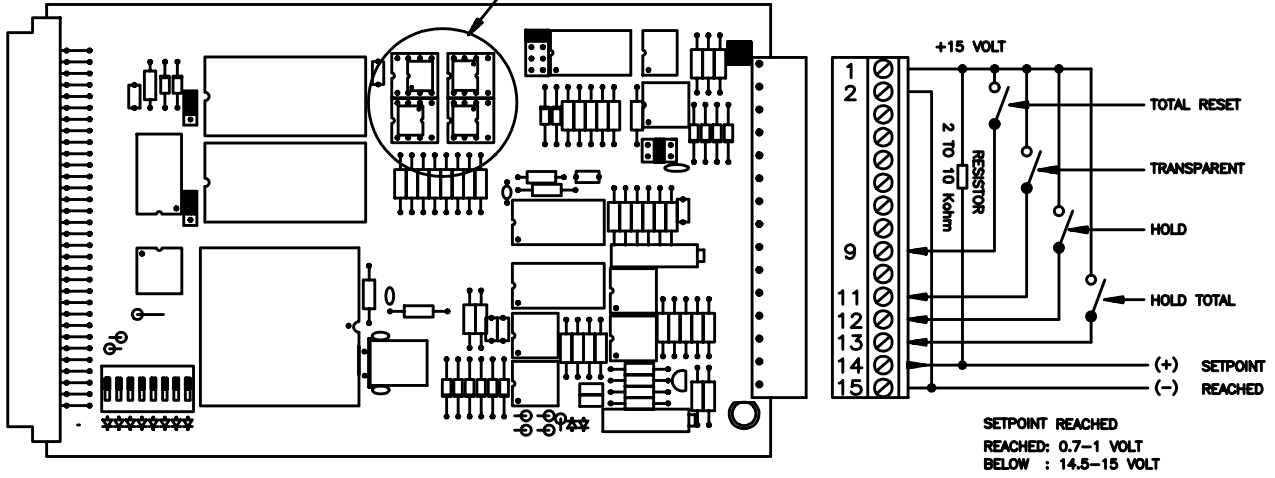 +15 VOLT
1
2
TOTAL RESET
2 TO 10 Kohm
RESISTOR
TRANSPARENT
HOLD
9
HOLD TOTAL
11
12
13
14
(+) SETPOINT
15
(-) REACHED
SETPOINT REACHED
REACHED: 0.7-1 VOLT
BELOW : 14.5-15 VOLT